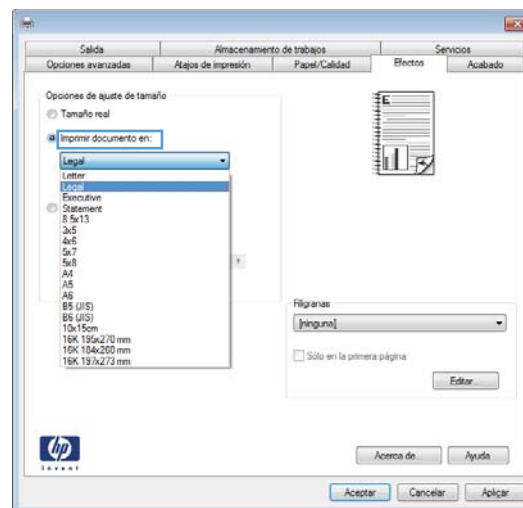 Salida Almacenamiento de trabajos Servicios
Opciones avanzadas Atajos de impresión Papel/Calidad Efectos Acabado
Opciones de ajuste de tamaño
Tamaño real
Imprimir documento en:
Legal
Letter
Legal
Executive
Statement
8.5x13
3x5
4x6
5x7
5x8
A4
A5
A6
B5 (JIS)
B6 (JIS)
10x15cm
16K 195x270 mm
16K 184x260 mm
16K 197x273 mm
E
Filigranas
[ninguna]
Sólo en la primera página
Editar...
hp
invent
Acerca de... Ayuda
Aceptar Cancelar Aplicar